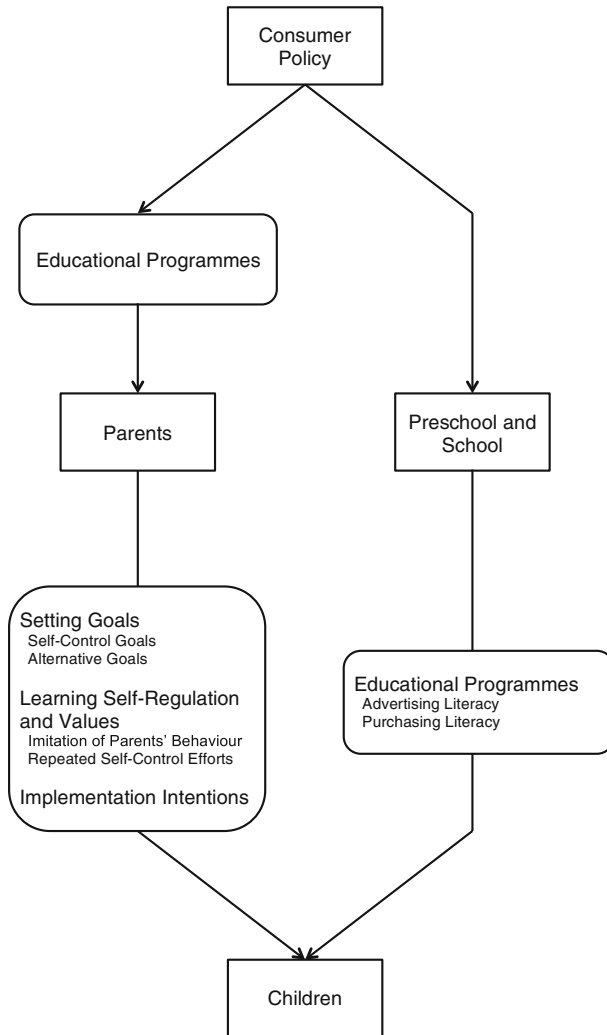 Consumer
Policy
Educational Programmes
Parents
Preschool and
School
Setting Goals
Self-Control Goals
Alternative Goals
Learning Self-Regulation
and Values
Imitation of Parents’ Behaviour
Repeated Self-Control Efforts
Implementation Intentions
Educational Programmes
Advertising Literacy
Purchasing Literacy
Children